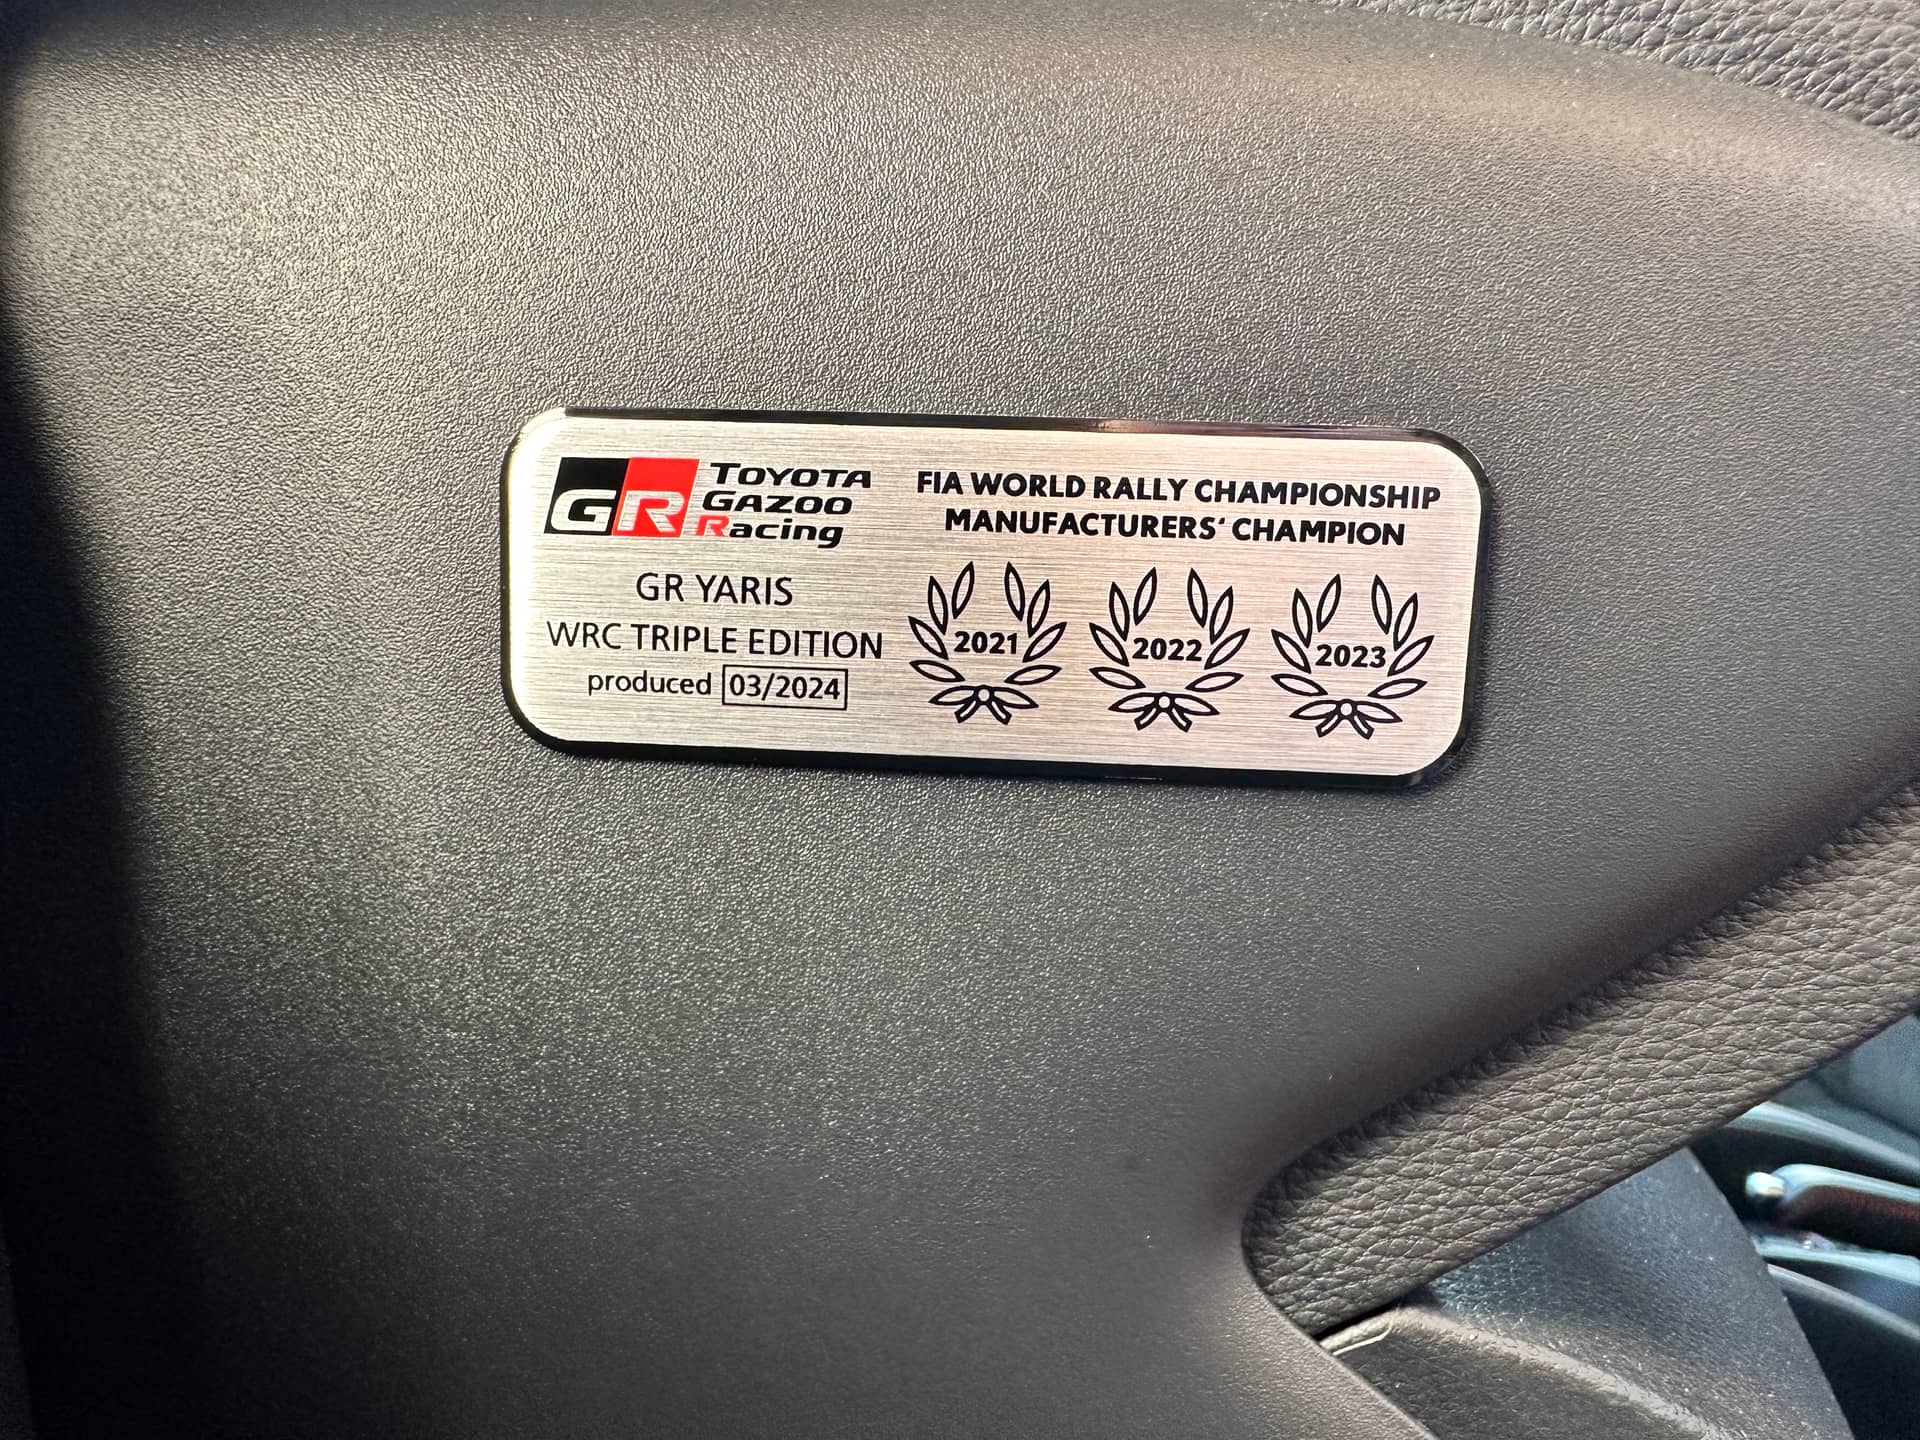 GR TOYOTA
GAZOO
Racing
GR YARIS
WRC TRIPLE EDITION
produced 03/2024
FIA WORLD RALLY CHAMPIONSHIP
MANUFACTURERS' CHAMPION
2021 2022 2023